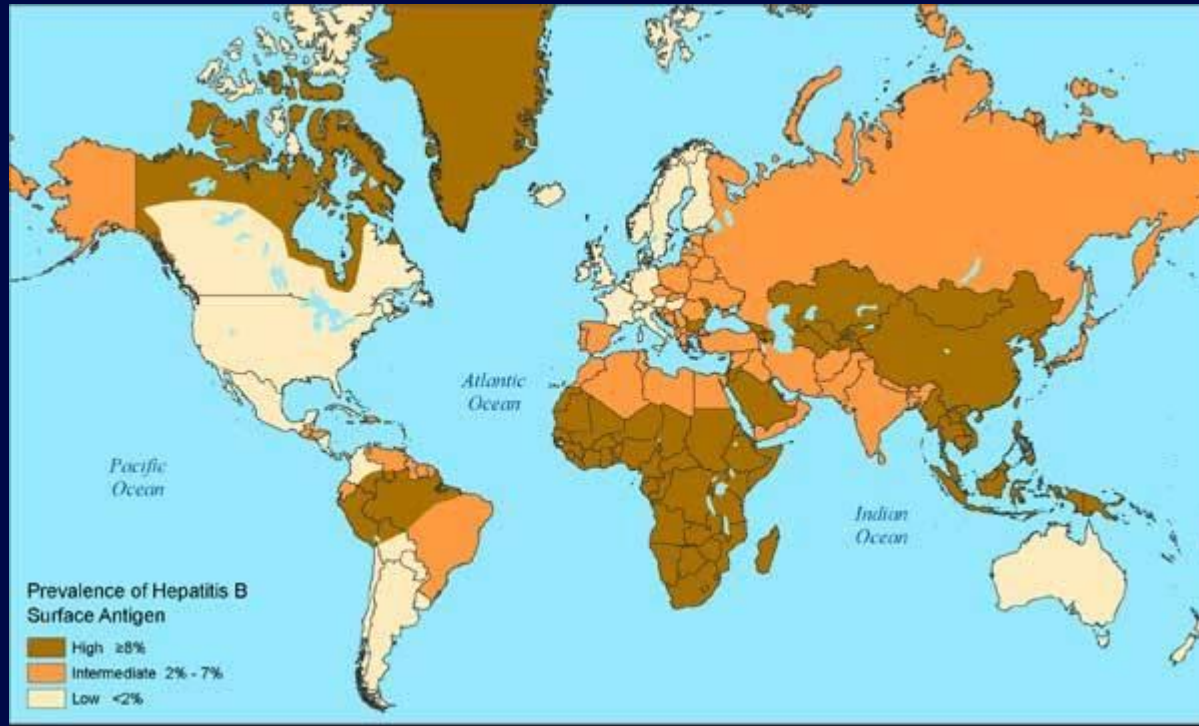 Atlantic
Ocean
Pacific
Ocean
Indian
Ocean
Prevalence of Hepatitis B
Surface Antigen
High ≥8%
Intermediate 2% - 7%
Low <2%